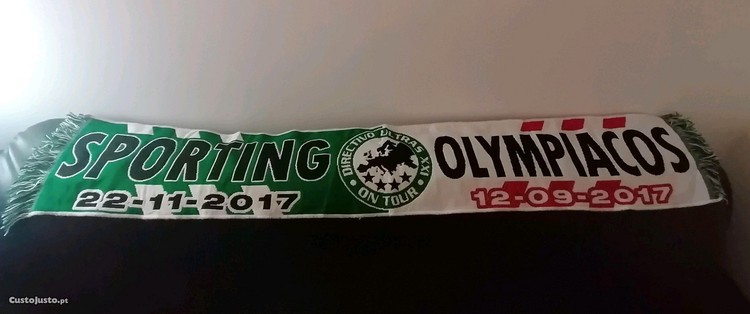 SPORTING
22-11-2017
DIRECTIVO ULTRAS XXI
ON TOUR
OLYMPIACOS
12-09-2017
CustoJusto.pt